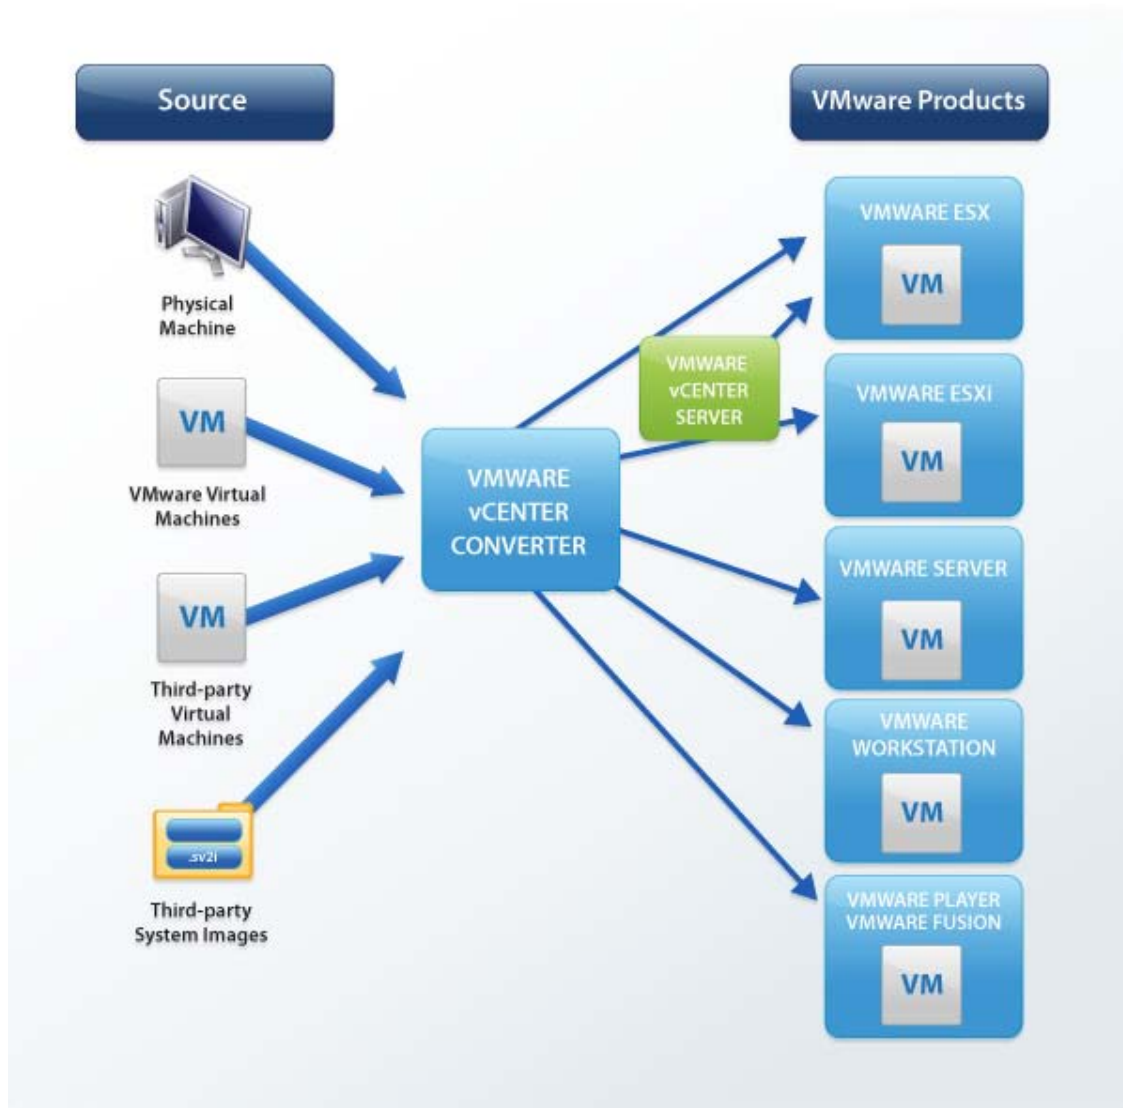 Source
VMware Products
Physical
Machine
VM
VMware Virtual
Machines
VM
Third-party
Virtual
Machines
.sv2i
Third-party
System Images
VMWARE
vCENTER
CONVERTER
VMWARE
vCENTER
SERVER
VMWARE ESX
VM
VMWARE ESXi
VM
VMWARE SERVER
VM
VMWARE
WORKSTATION
VM
VMWARE PLAYER
VMWARE FUSION
VM